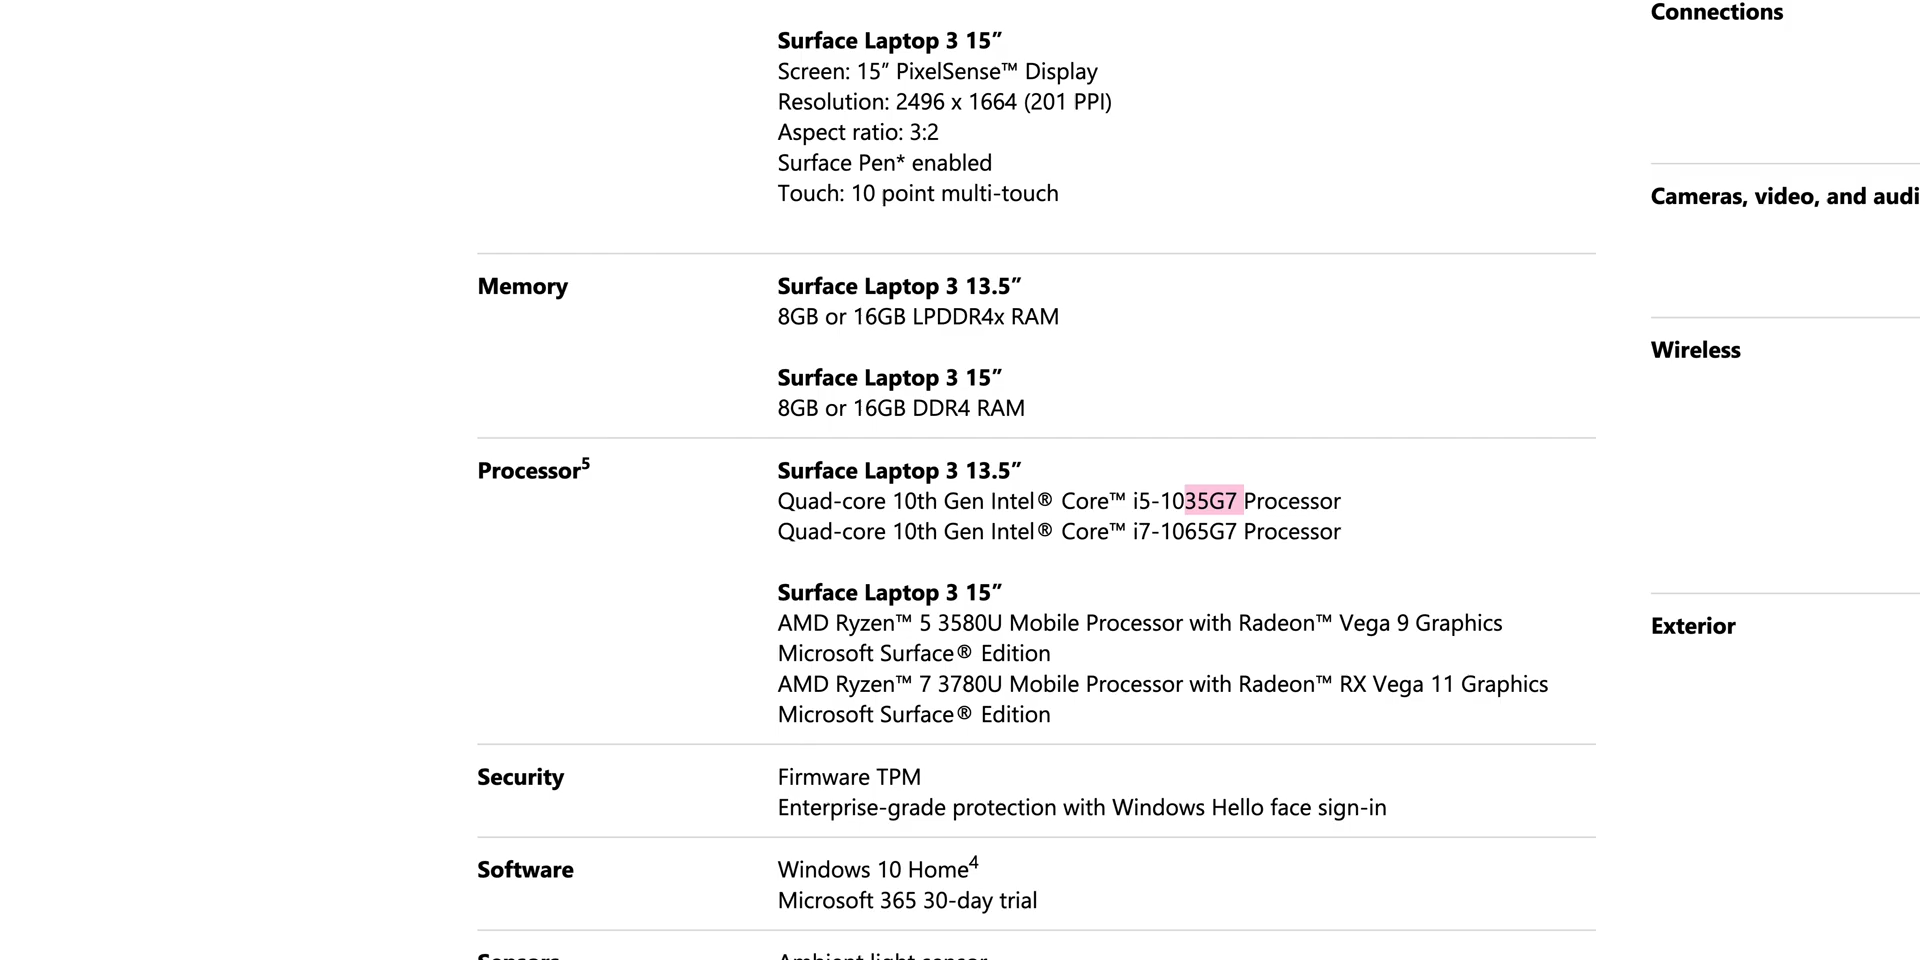 Surface Laptop 3 15”
Screen: 15” PixelSense™ Display
Resolution: 2496 x 1664 (201 PPI)
Aspect ratio: 3:2
Surface Pen* enabled
Touch: 10 point multi-touch
Memory
Surface Laptop 3 13.5”
8GB or 16GB LPDDR4x RAM
Surface Laptop 3 15”
8GB or 16GB DDR4 RAM
Processor5
Surface Laptop 3 13.5”
Quad-core 10th Gen Intel® Core™ i5-1035G7 Processor
Quad-core 10th Gen Intel® Core™ i7-1065G7 Processor
Surface Laptop 3 15”
AMD Ryzen™ 5 3580U Mobile Processor with Radeon™ Vega 9 Graphics
Microsoft Surface® Edition
AMD Ryzen™ 7 3780U Mobile Processor with Radeon™ RX Vega 11 Graphics
Microsoft Surface® Edition
Security
Firmware TPM
Enterprise-grade protection with Windows Hello face sign-in
Software
Windows 10 Home4
Microsoft 365 30-day trial
Sensors
Ambient light sensor
Connections
Cameras, video, and audi
Wireless
Exterior